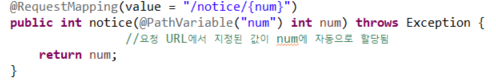 @RequestMapping(value = "/notice/{num}")
public int notice(@PathVariable("num") int num) throws Exception {
//요청 URL에서 지정된 값이 num에 자동으로 할당됨
return num;
}